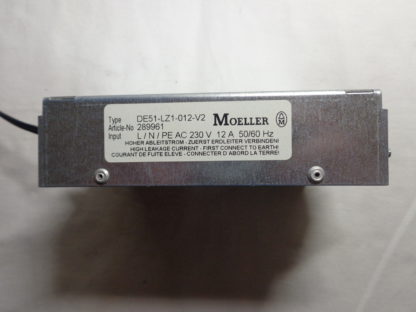 Type DE51-LZ1-012-V2 MOELLER
Article-No 289961
Input L / N / PE AC 230 V 12 A 50/60 Hz
HOHER ABLEITSTROM - ZUERST ERDLEITER VERBINDEN!
HIGH LEAKAGE CURRENT - FIRST CONNECT TO EARTH!
COURANT DE FUITE ELEVE - CONNECTER D'ABORD LA TERRE!